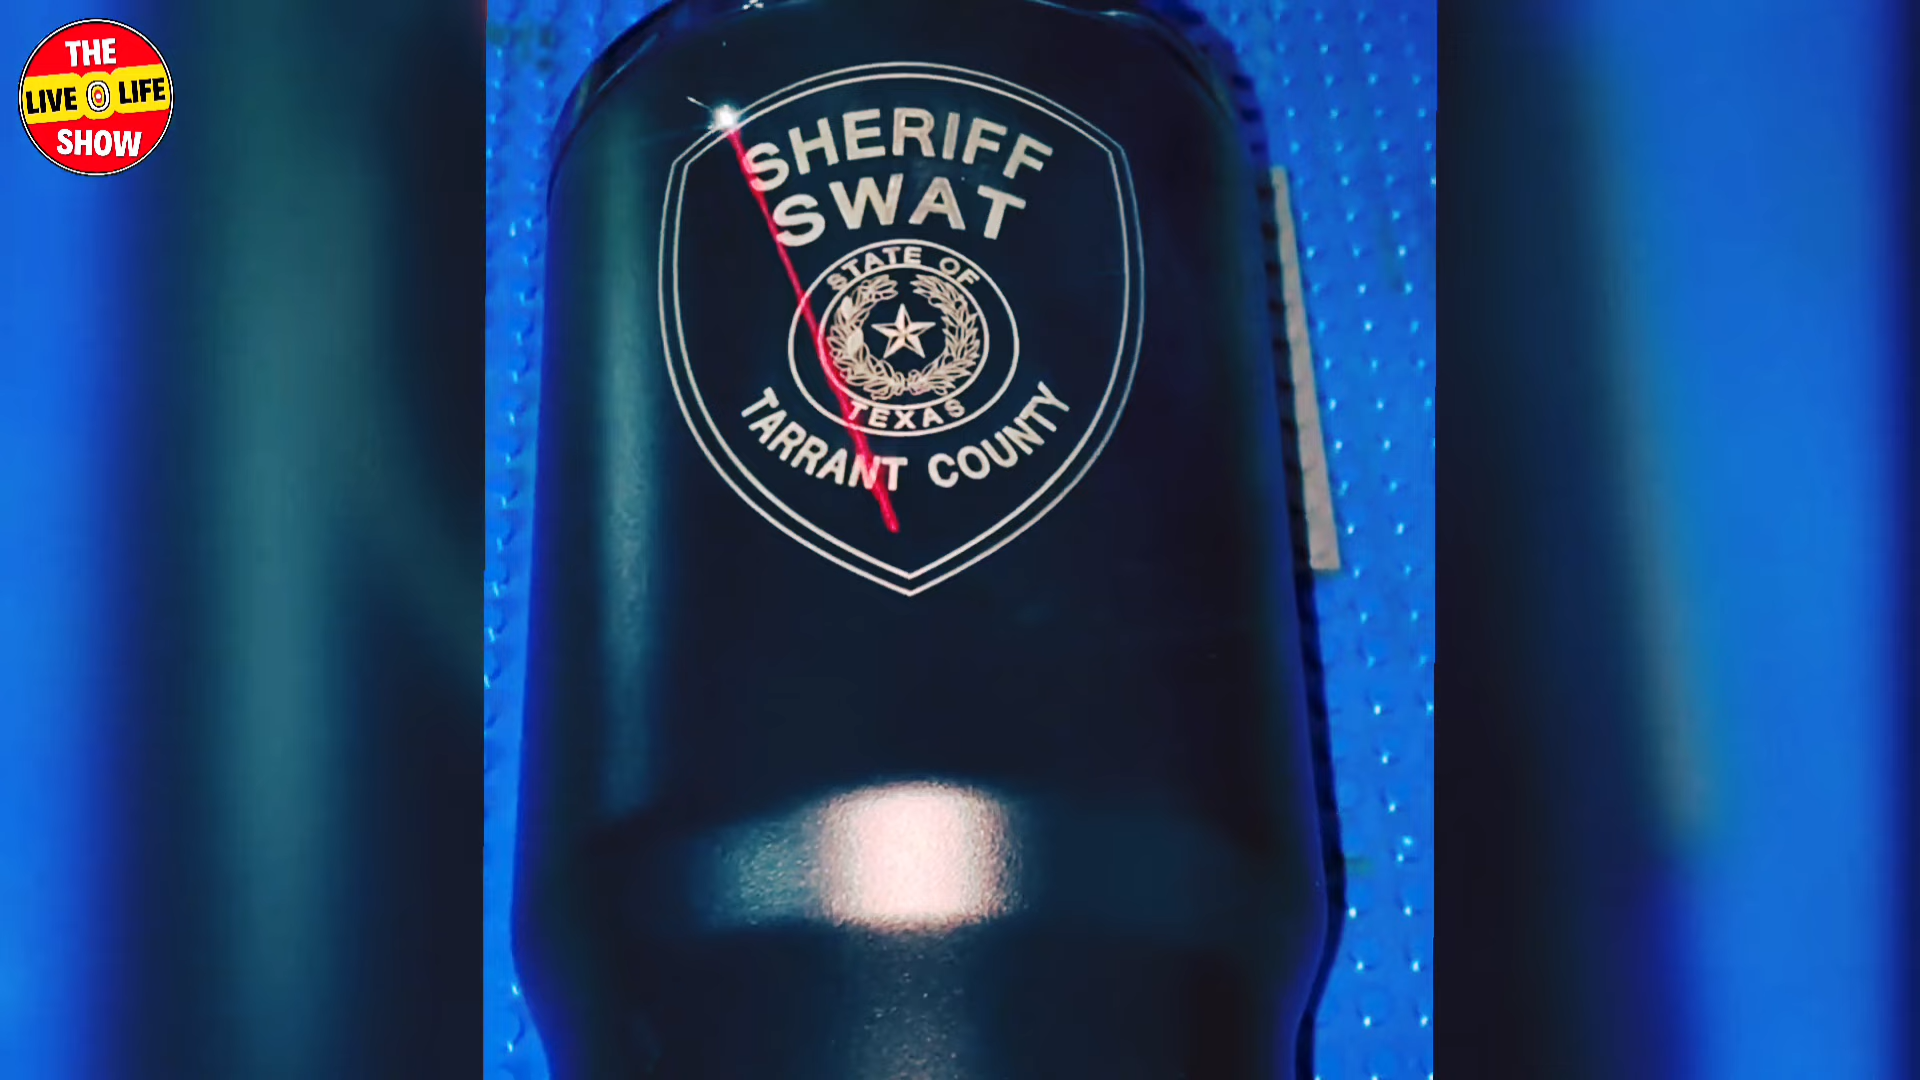 THE
LIVE LIFE
SHOW
SHERIFF
SWAT
STATE OF
TEXAS
TARRANT COUNTY